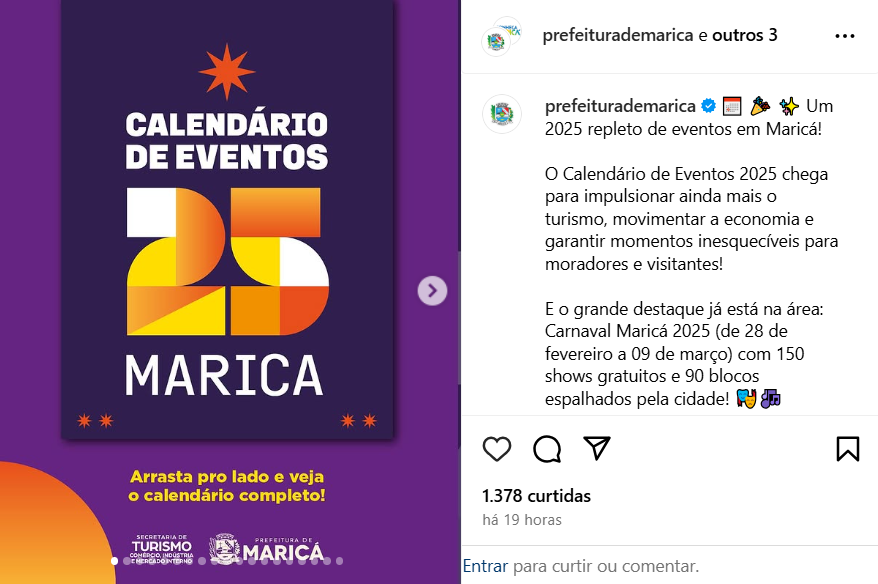 CALENDÁRIO
DE EVENTOS
25
MARICÁ
Arrasta pro lado e veja
o calendário completo!
SECRETARIA DE
TURISMO
COMÉRCIO, INDÚSTRIA
E MERCADO INTERNO
PREFEITURA DE
MARICÁ
prefeiturademarica e outros 3
prefeiturademarica Um
2025 repleto de eventos em Maricá!
O Calendário de Eventos 2025 chega
para impulsionar ainda mais o
turismo, movimentar a economia e
garantir momentos inesquecíveis para
moradores e visitantes!
E o grande destaque já está na área:
Carnaval Maricá 2025 (de 28 de
fevereiro a 09 de março) com 150
shows gratuitos e 90 blocos
espalhados pela cidade!
1.378 curtidas
há 19 horas
Entrar para curtir ou comentar.